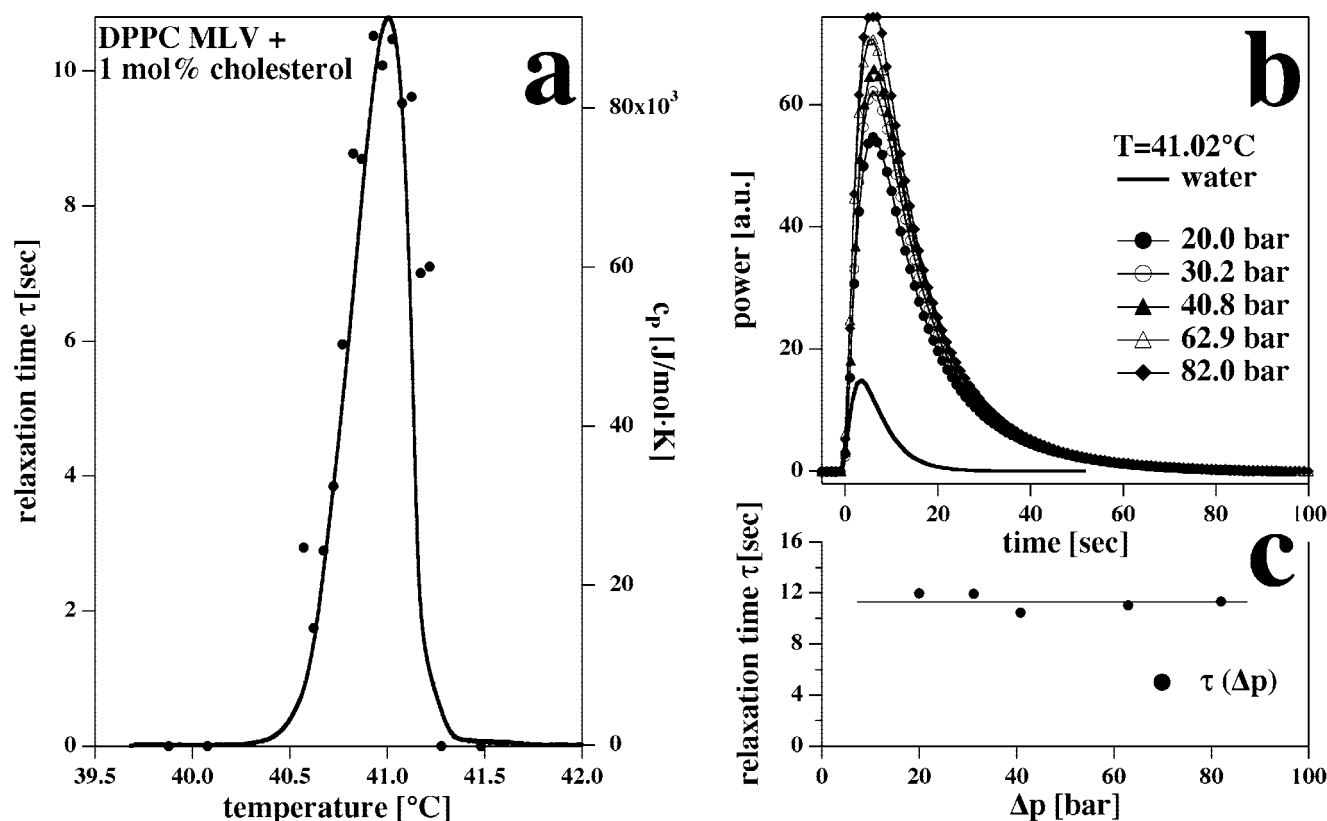 DPPC MLV +
1 mol% cholesterol
a
10
8
6
4
2
0
relaxation time τ [sec]
80x10³
60
40
20
0
cP [J/mol·K]
39.5 40.0 40.5 41.0 41.5 42.0
temperature [°C]
b
60
40
20
0
power [a.u.]
T=41.02°C
water
20.0 bar
30.2 bar
40.8 bar
62.9 bar
82.0 bar
0 20 40 60 80 100
time [sec]
c
16
12
8
4
0
relaxation time τ [sec]
τ (Δp)
0 20 40 60 80 100
Δp [bar]